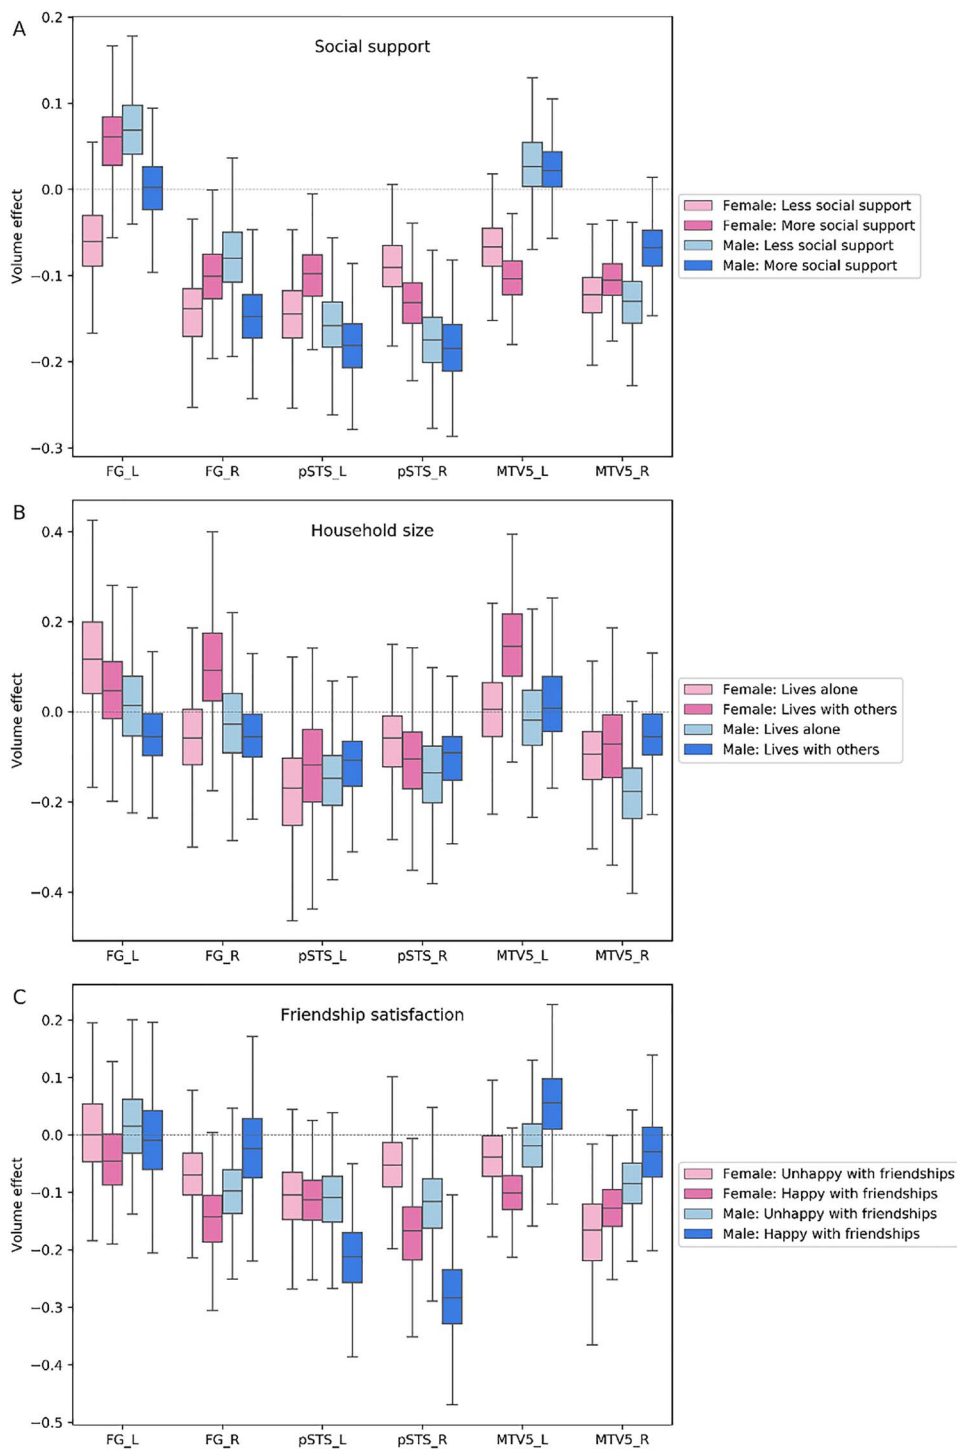 A
Social support
0.2
0.1
0.0
−0.1
−0.2
−0.3
Volume effect
FG_L FG_R pSTS_L pSTS_R MTV5_L MTV5_R
Female: Less social support
Female: More social support
Male: Less social support
Male: More social support
B
Household size
0.4
0.2
0.0
−0.2
−0.4
Volume effect
FG_L FG_R pSTS_L pSTS_R MTV5_L MTV5_R
Female: Lives alone
Female: Lives with others
Male: Lives alone
Male: Lives with others
C
Friendship satisfaction
0.2
0.1
0.0
−0.1
−0.2
−0.3
−0.4
−0.5
Volume effect
FG_L FG_R pSTS_L pSTS_R MTV5_L MTV5_R
Female: Unhappy with friendships
Female: Happy with friendships
Male: Unhappy with friendships
Male: Happy with friendships